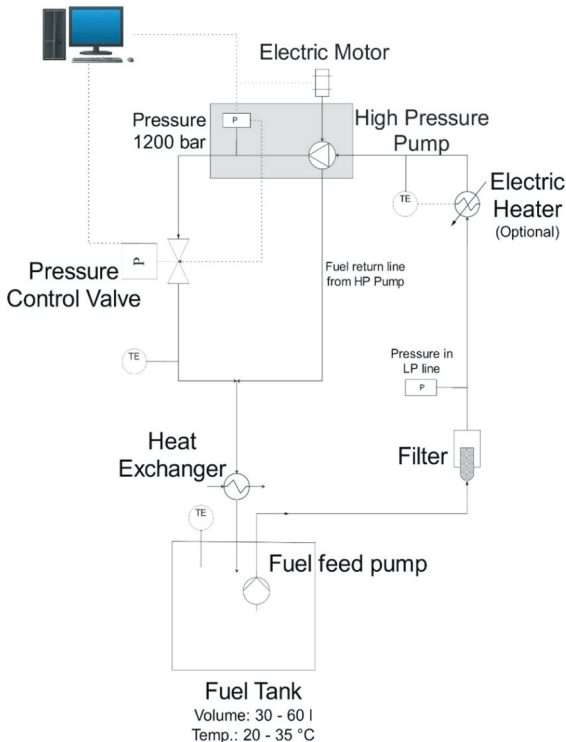 Electric Motor
Pressure
1200 bar
P
High Pressure
Pump
TE
Electric
Heater
(Optional)
P
Pressure
Control Valve
Fuel return line
from HP Pump
TE
Pressure in
LP line
P
Heat
Exchanger
Filter
TE
Fuel feed pump
Fuel Tank
Volume: 30 - 60 l
Temp.: 20 - 35 °C